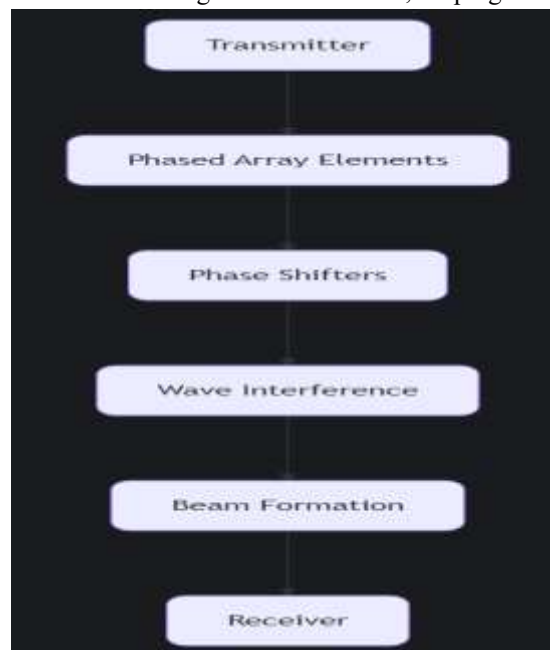 Transmitter
Phased Array Elements
Phase Shifters
Wave Interference
Beam Formation
Receiver